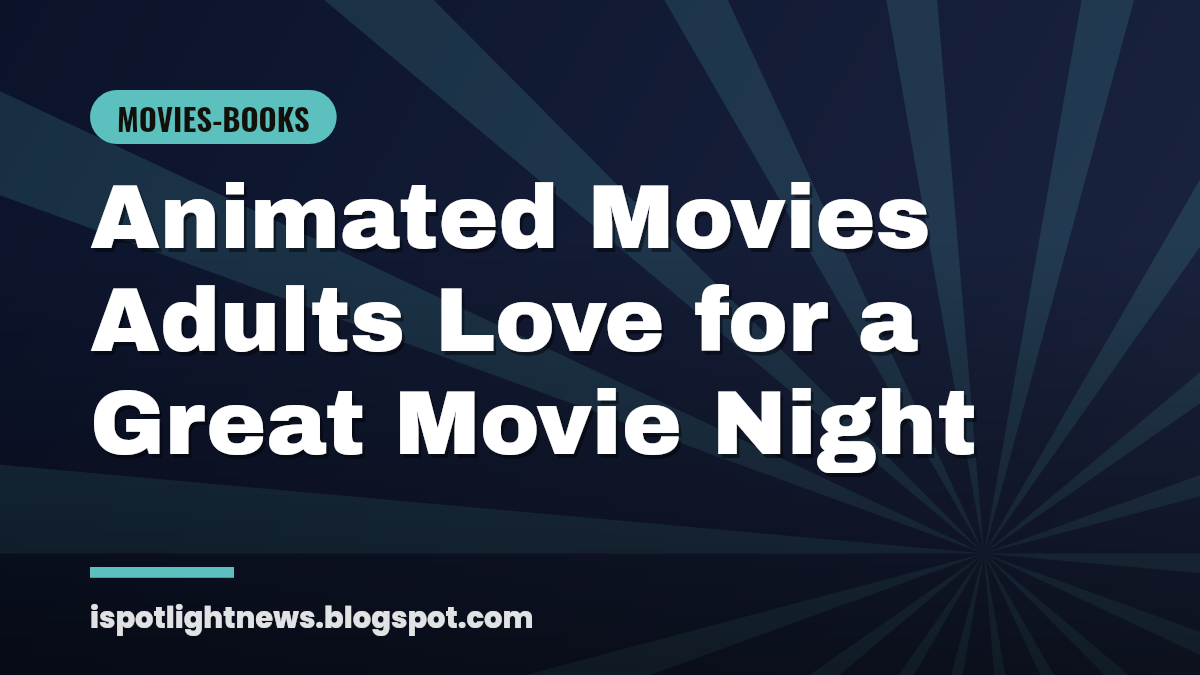 MOVIES-BOOKS
Animated Movies
Adults Love for a
Great Movie Night
ispotlightnews.blogspot.com